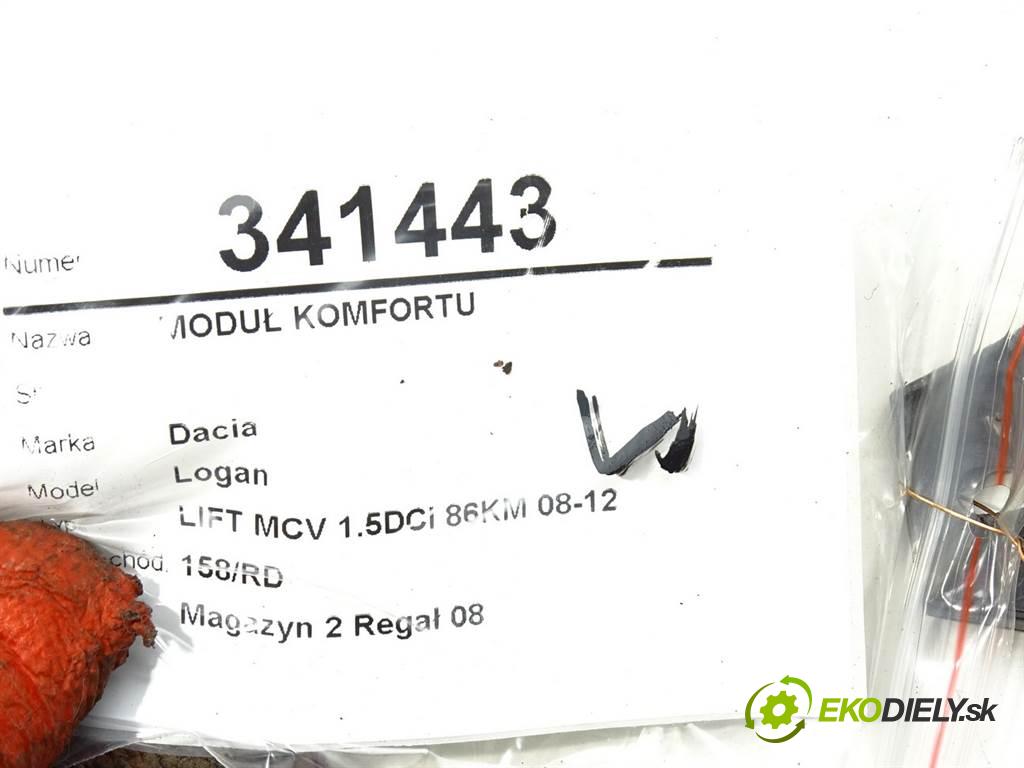 Numer 341443
Nazwa MODUŁ KOMFORTU
Marka Dacia
Model Logan
LIFT MCV 1.5DCi 86KM 08-12
158/RD
Magazyn 2 Regał 08
EKODIELY.sk